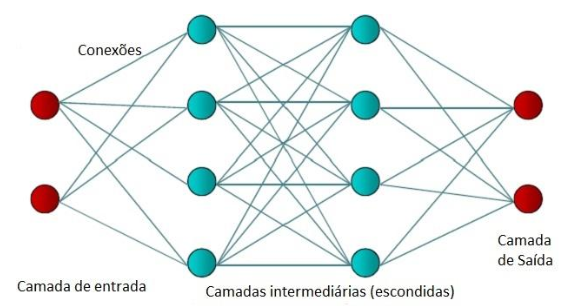 Conexões
Camada
de Saída
Camada de entrada
Camadas intermediárias (escondidas)